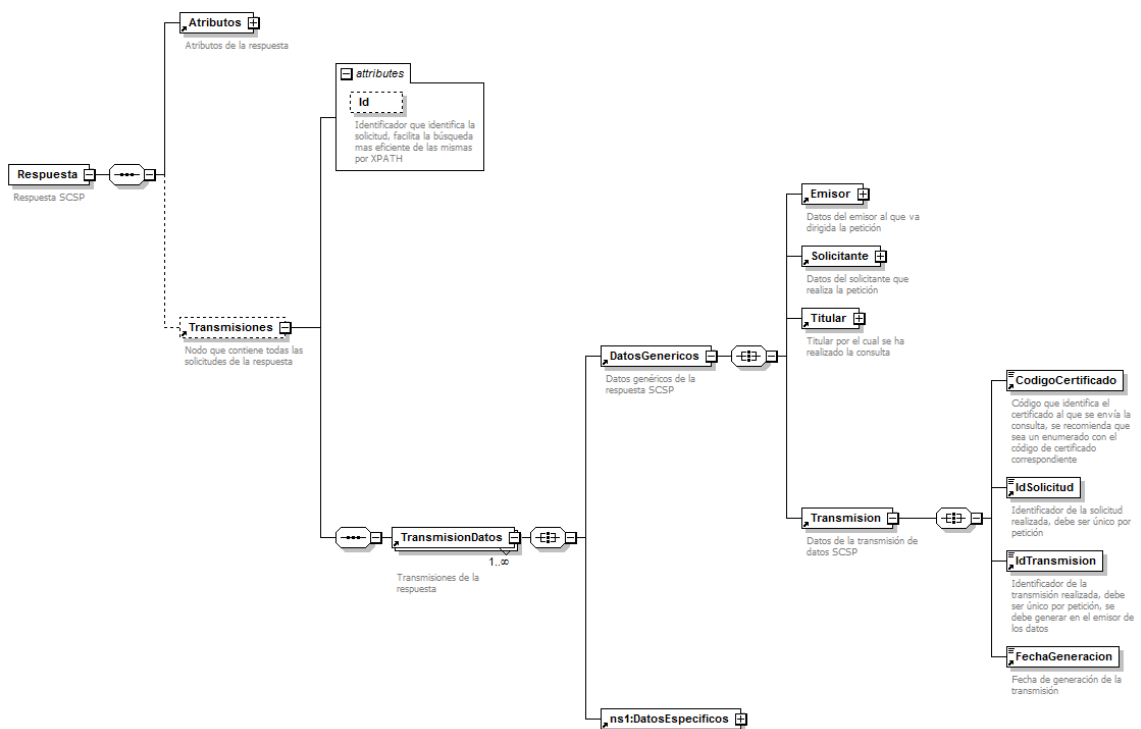 Atributos
Atributos de la respuesta
attributes
Id
Identificador que identifica la
solicitud, facilita la búsqueda
mas eficiente de las mismas
por XPATH
Respuesta
Respuesta SCSP
Emisor
Datos del emisor al que va
dirigida la petición
Solicitante
Datos del solicitante que
realiza la petición
Titular
Titular por el cual se ha
realizado la consulta
Transmisiones
Nodo que contiene todas las
solicitudes de la respuesta
DatosGenericos
Datos genéricos de la
respuesta SCSP
CodigoCertificado
Código que identifica el
certificado al que se envía la
consulta, se recomienda que
sea un enumerado con el
código de certificado
correspondiente
IdSolicitud
Identificador de la solicitud
realizada, debe ser único por
petición
Transmision
Datos de la transmisión de
datos SCSP
TransmisionDatos
1..∞
Transmisiones de la
respuesta
IdTransmision
Identificador de la
transmisión realizada, debe
ser único por petición, se
debe generar en el emisor de
los datos
FechaGeneracion
Fecha de generación de la
transmisión
ns1:DatosEspecificos